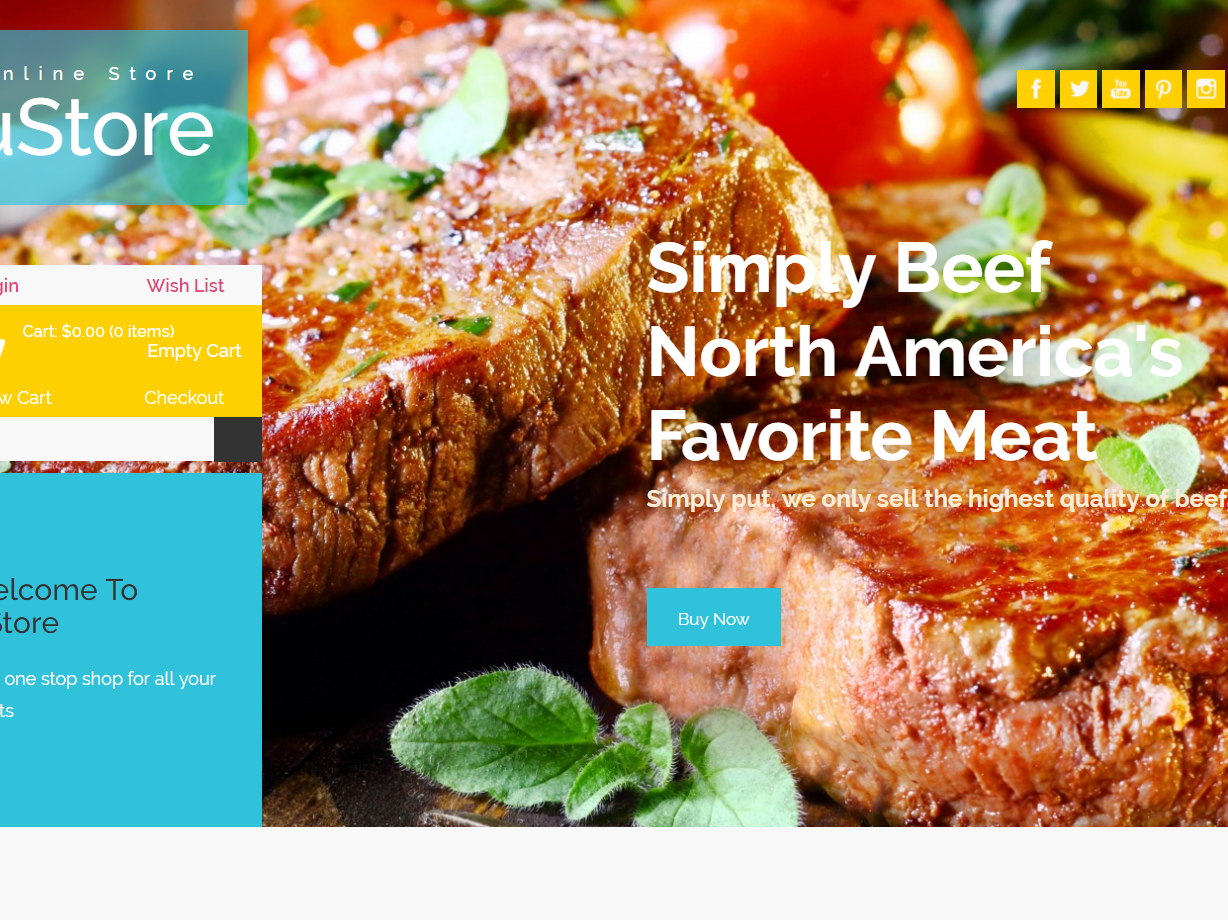 nline Store
uStore
gin
Wish List
Cart: $0.00 (0 items)
Empty Cart
w Cart
Checkout
elcome To
Store
one stop shop for all your
ts
Simply Beef
North America's
Favorite Meat
Simply put, we only sell the highest quality of beef
Buy Now
You
Tube